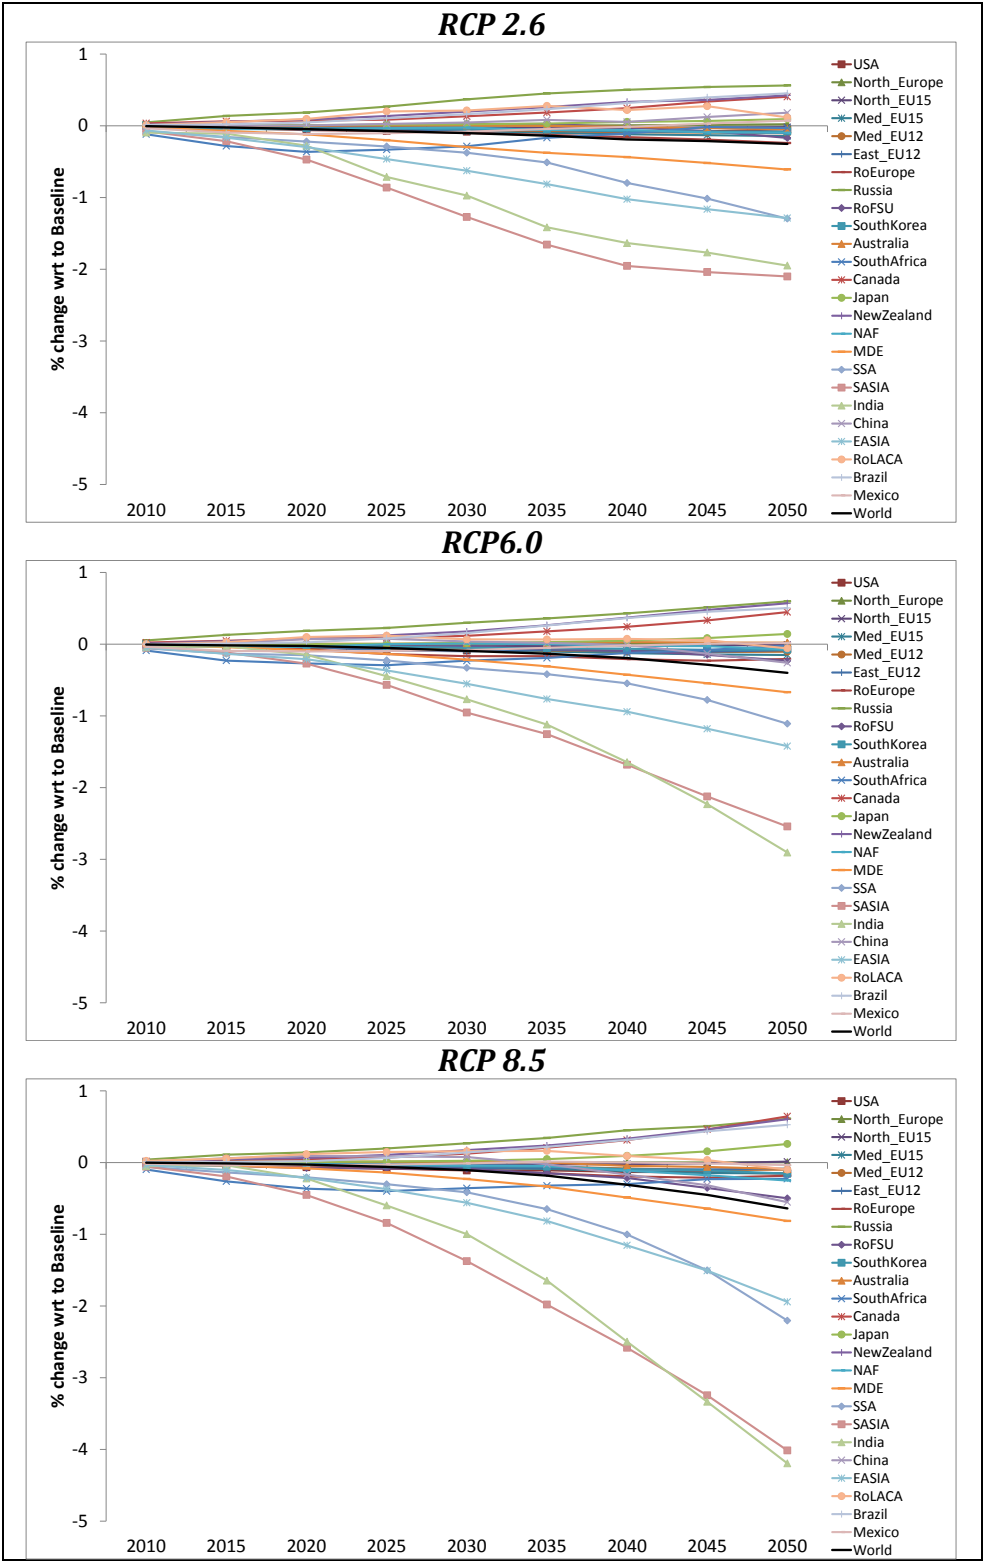 RCP 2.6
% change wrt to Baseline
1
0
-1
-2
-3
-4
-5
2010 2015 2020 2025 2030 2035 2040 2045 2050
USA
North_Europe
North_EU15
Med_EU15
Med_EU12
East_EU12
RoEurope
Russia
RoFSU
SouthKorea
Australia
SouthAfrica
Canada
Japan
NewZealand
NAF
MDE
SSA
SASIA
India
China
EASIA
RoLACA
Brazil
Mexico
World
RCP6.0
% change wrt to Baseline
1
0
-1
-2
-3
-4
-5
2010 2015 2020 2025 2030 2035 2040 2045 2050
USA
North_Europe
North_EU15
Med_EU15
Med_EU12
East_EU12
RoEurope
Russia
RoFSU
SouthKorea
Australia
SouthAfrica
Canada
Japan
NewZealand
NAF
MDE
SSA
SASIA
India
China
EASIA
RoLACA
Brazil
Mexico
World
RCP 8.5
% change wrt to Baseline
1
0
-1
-2
-3
-4
-5
2010 2015 2020 2025 2030 2035 2040 2045 2050
USA
North_Europe
North_EU15
Med_EU15
Med_EU12
East_EU12
RoEurope
Russia
RoFSU
SouthKorea
Australia
SouthAfrica
Canada
Japan
NewZealand
NAF
MDE
SSA
SASIA
India
China
EASIA
RoLACA
Brazil
Mexico
World